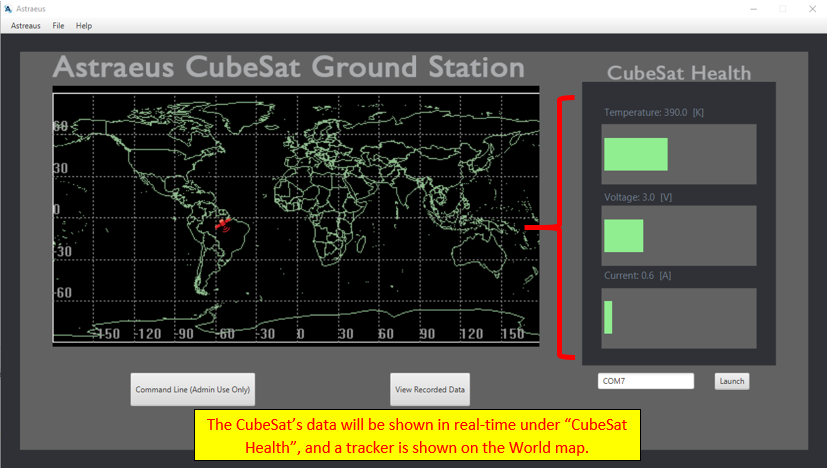 Astraeus
Astreaus File Help
Astraeus CubeSat Ground Station
CubeSat Health
60
30
0
-30
-60
-150 -120 -90 -60 -30 0 30 60 90 120 150
Temperature: 390.0 [K]
Voltage: 3.0 [V]
Current: 0.6 [A]
Command Line (Admin Use Only)
View Recorded Data
COM7
Launch
The CubeSat’s data will be shown in real-time under “CubeSat
Health”, and a tracker is shown on the World map.